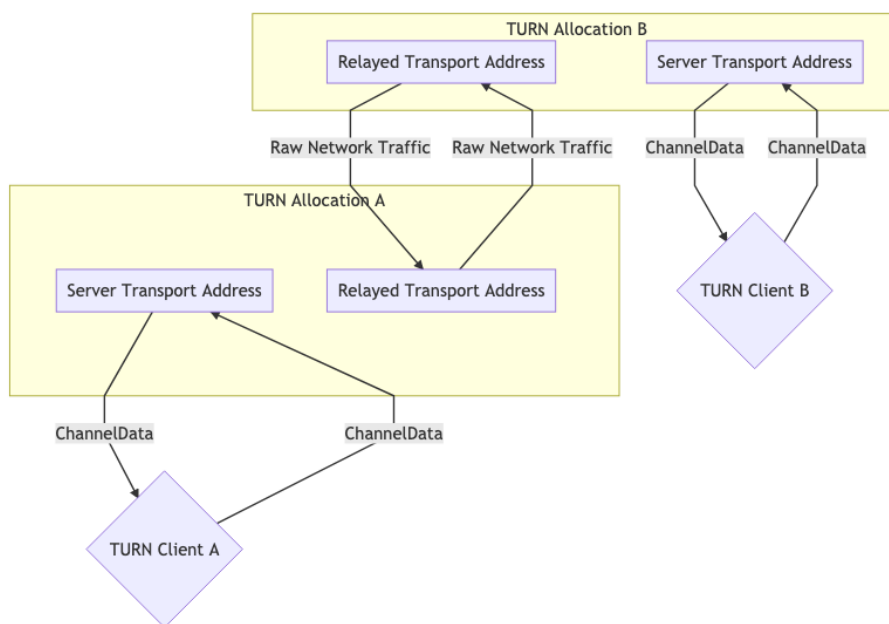 TURN Allocation B
Relayed Transport Address
Server Transport Address
Raw Network Traffic
Raw Network Traffic
ChannelData
ChannelData
TURN Allocation A
Server Transport Address
Relayed Transport Address
TURN Client B
ChannelData
ChannelData
TURN Client A